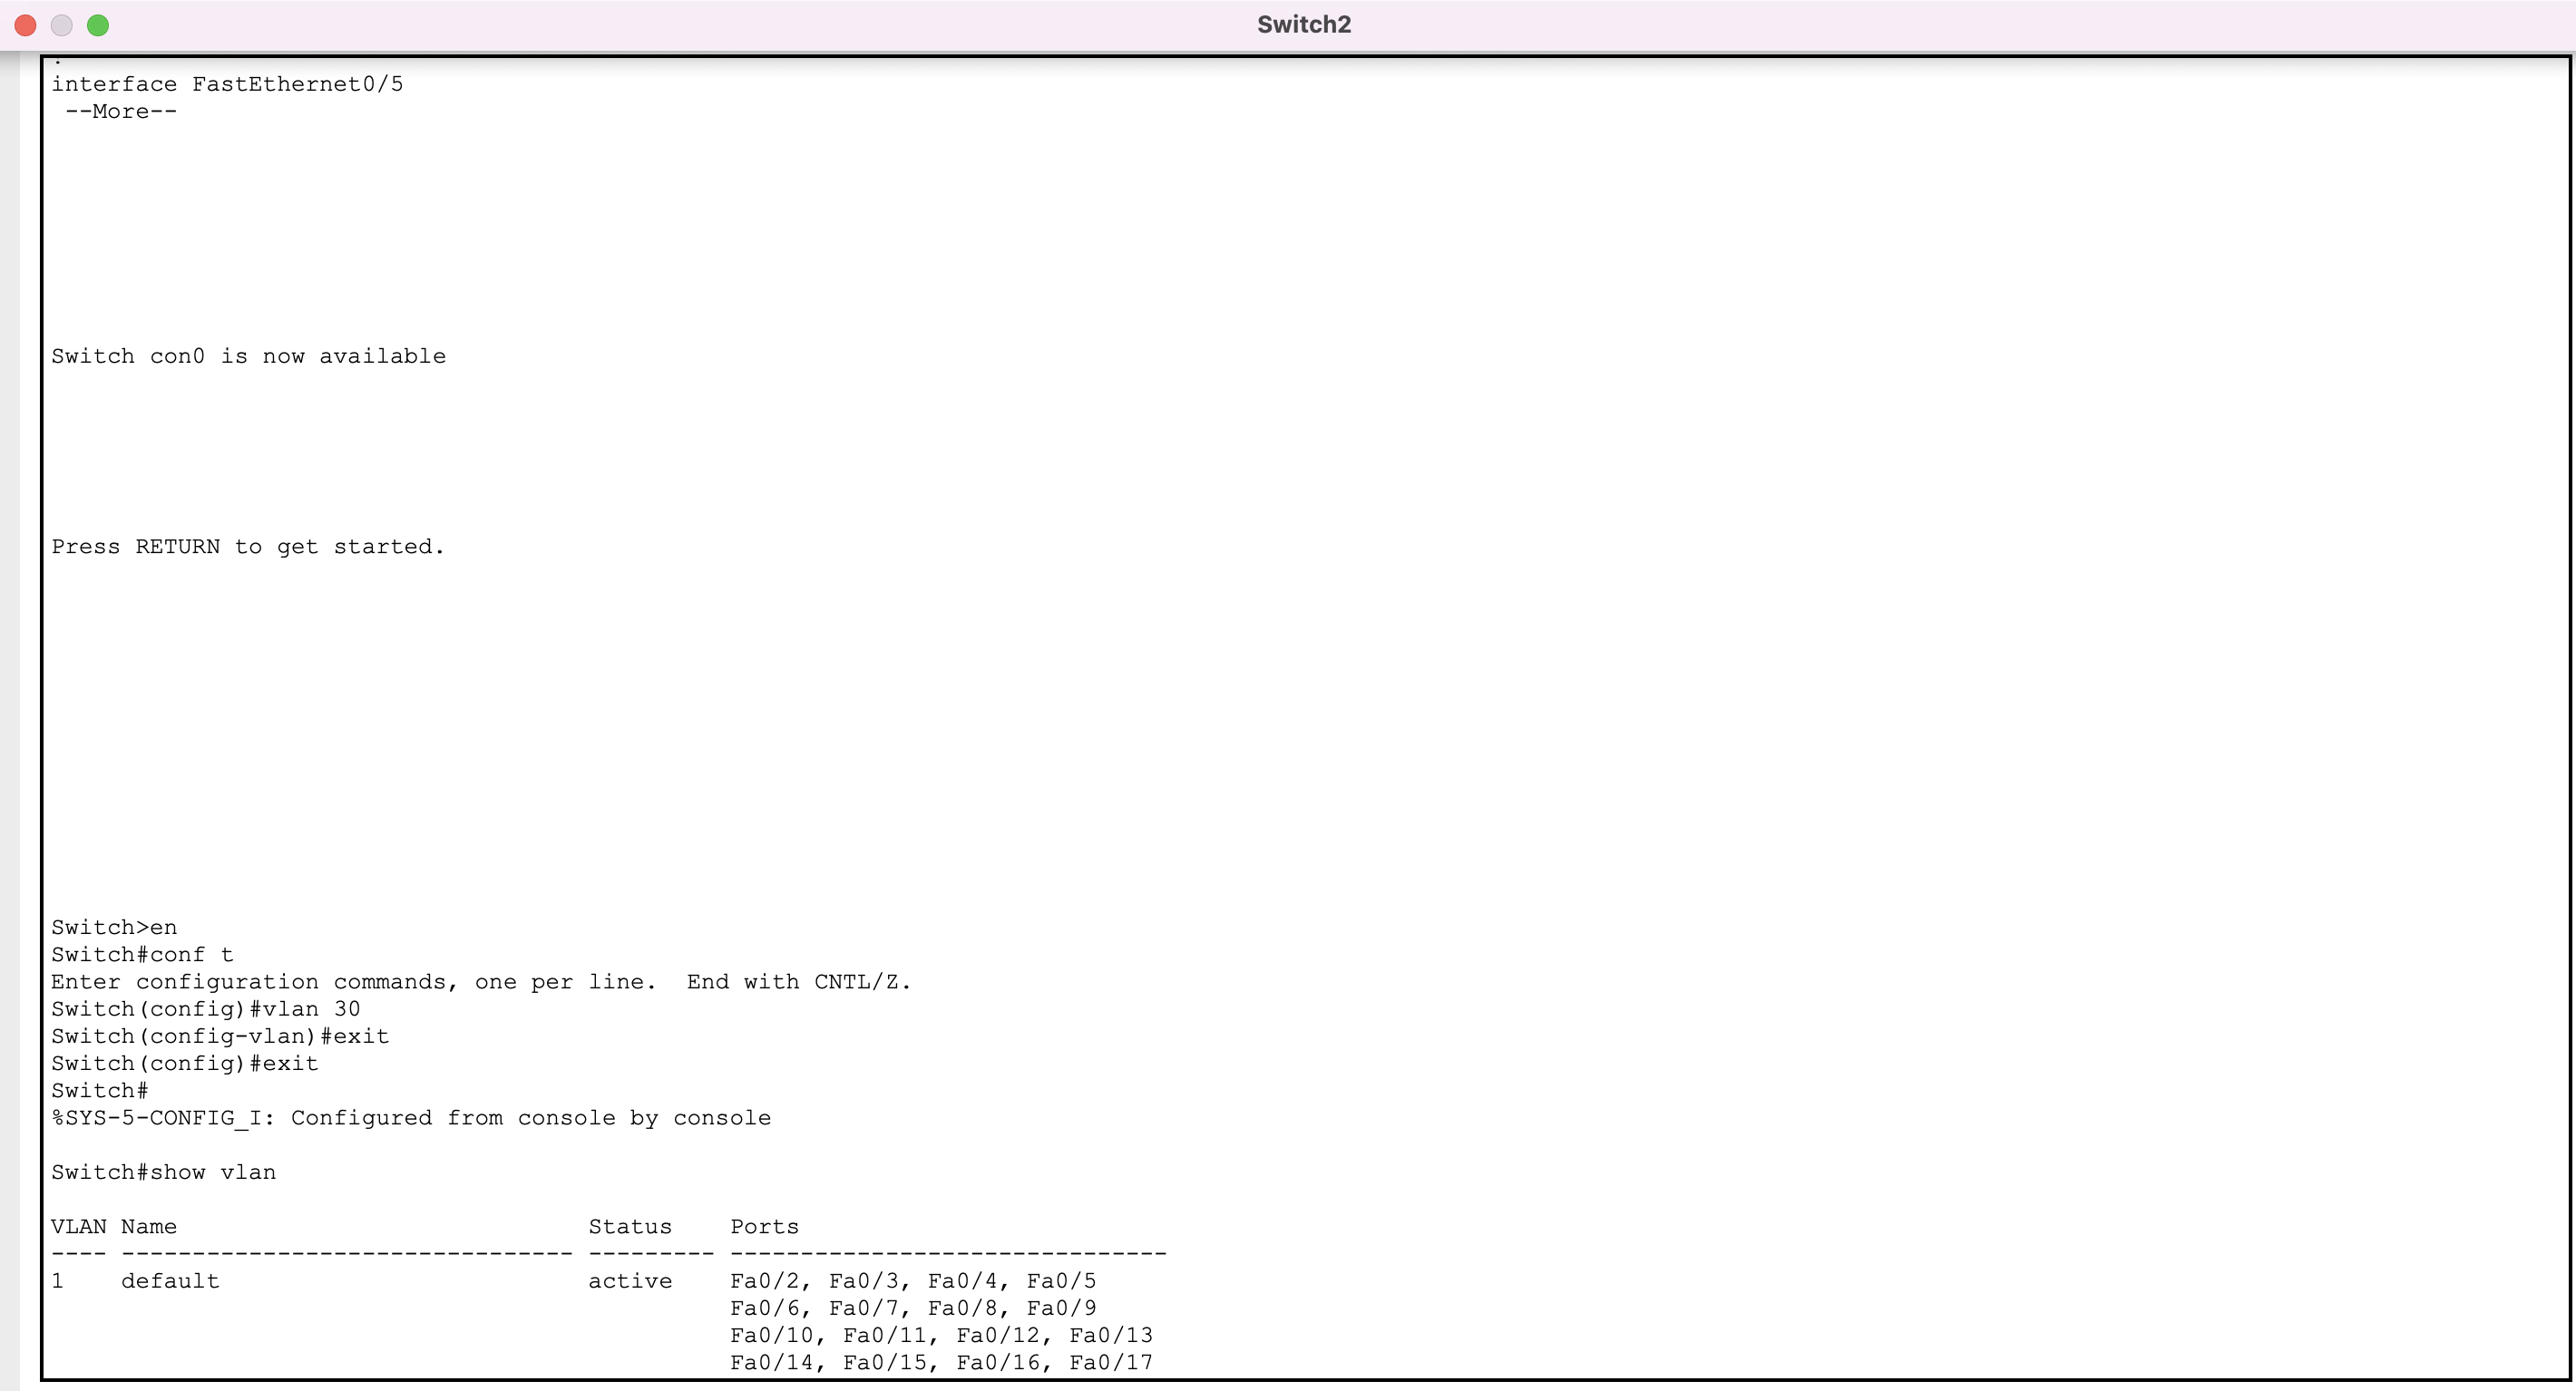 Switch2
interface FastEthernet0/5
 --More--
Switch con0 is now available
Press RETURN to get started.
Switch>en
Switch#conf t
Enter configuration commands, one per line.  End with CNTL/Z.
Switch(config)#vlan 30
Switch(config-vlan)#exit
Switch(config)#exit
Switch#
%SYS-5-CONFIG_I: Configured from console by console
Switch#show vlan
VLAN Name                             Status    Ports
---- -------------------------------- --------- -------------------------------
1    default                          active    Fa0/2, Fa0/3, Fa0/4, Fa0/5
                                                Fa0/6, Fa0/7, Fa0/8, Fa0/9
                                                Fa0/10, Fa0/11, Fa0/12, Fa0/13
                                                Fa0/14, Fa0/15, Fa0/16, Fa0/17